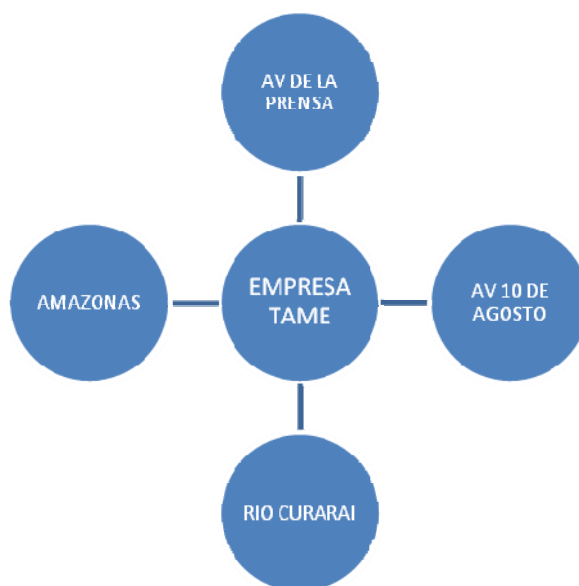 AV DE LA
PRENSA
AMAZONAS
EMPRESA
TAME
AV 10 DE
AGOSTO
RIO CURARAI